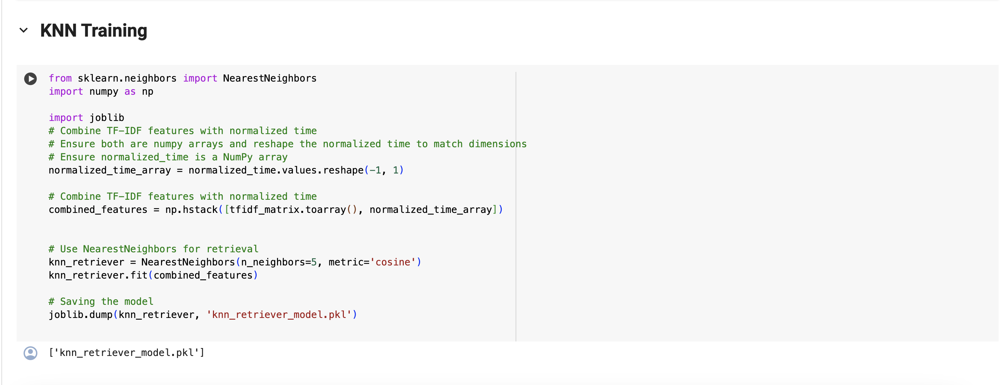 KNN Training
from sklearn.neighbors import NearestNeighbors
import numpy as np
import joblib
# Combine TF-IDF features with normalized time
# Ensure both are numpy arrays and reshape the normalized time to match dimensions
# Ensure normalized_time is a NumPy array
normalized_time_array = normalized_time.values.reshape(-1, 1)
# Combine TF-IDF features with normalized time
combined_features = np.hstack([tfidf_matrix.toarray(), normalized_time_array])
# Use NearestNeighbors for retrieval
knn_retriever = NearestNeighbors(n_neighbors=5, metric='cosine')
knn_retriever.fit(combined_features)
# Saving the model
joblib.dump(knn_retriever, 'knn_retriever_model.pkl')
['knn_retriever_model.pkl']